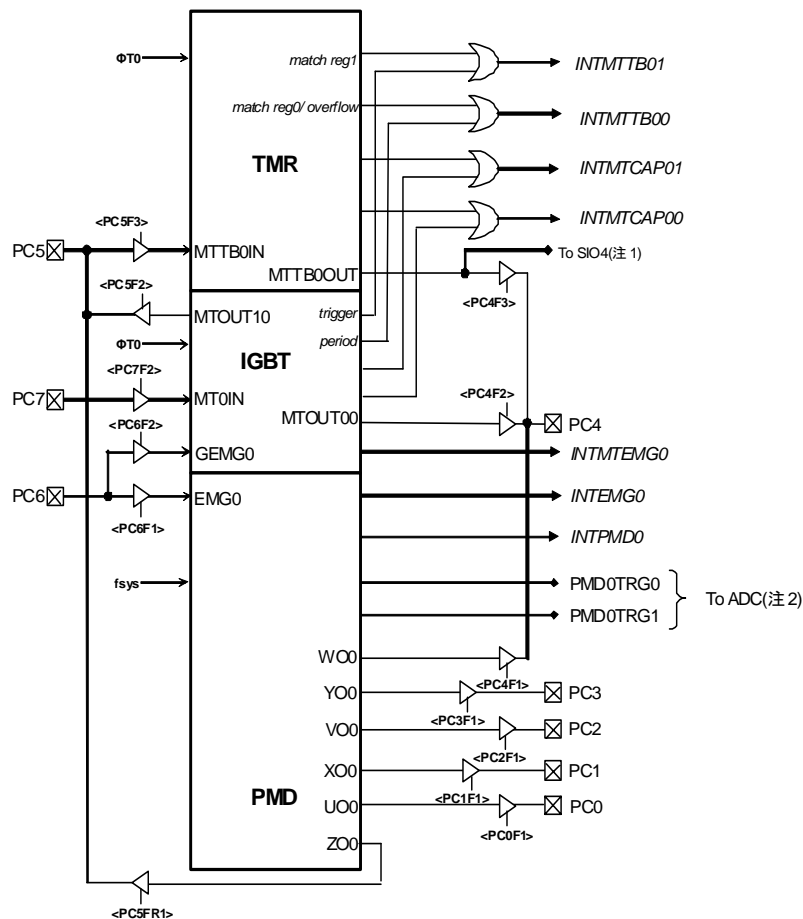 ΦT0
match reg1
INTMTTB01
match reg0/ overflow
INTMTTB00
TMR
INTMTCAP01
<PC5F3>
INTMTCAP00
PC5
MTTB0IN
To SIO4(注 1)
MTTB0OUT
<PC5F2>
<PC4F3>
MTOUT10
trigger
ΦT0
period
IGBT
<PC7F2>
<PC4F2>
PC7
MT0IN
MTOUT00
PC4
<PC6F2>
GEMG0
INTMTEMG0
PC6
EMG0
INTEMG0
<PC6F1>
INTPMD0
fsys
PMD0TRG0
To ADC(注 2)
PMD0TRG1
WO0
<PC4F1>
YO0
PC3
<PC3F1>
VO0
PC2
<PC2F1>
XO0
PC1
PMD
<PC1F1>
UO0
PC0
<PC0F1>
ZO0
<PC5FR1>